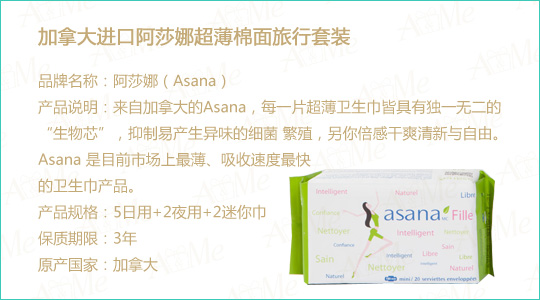 加拿大进口阿莎娜超薄棉面旅行套装
品牌名称：阿莎娜（Asana）
产品说明：来自加拿大的Asana，每一片超薄卫生巾皆具有独一无二的
“生物芯”，抑制易产生异味的细菌 繁殖，另你倍感干爽清新与自由。
Asana 是目前市场上最薄、吸收速度最快
的卫生巾产品。
产品规格：5日用+2夜用+2迷你巾
保质期限：3年
原产国家：加拿大
Intelligent
Naturel
Libre
Confiance
asana
Fille
Nettoyer
Intelligent
Confiance
Libre
Sain
Libre
Sain
Nettoyer
Intelligent
Naturel
mini / 20 serviettes enveloppées